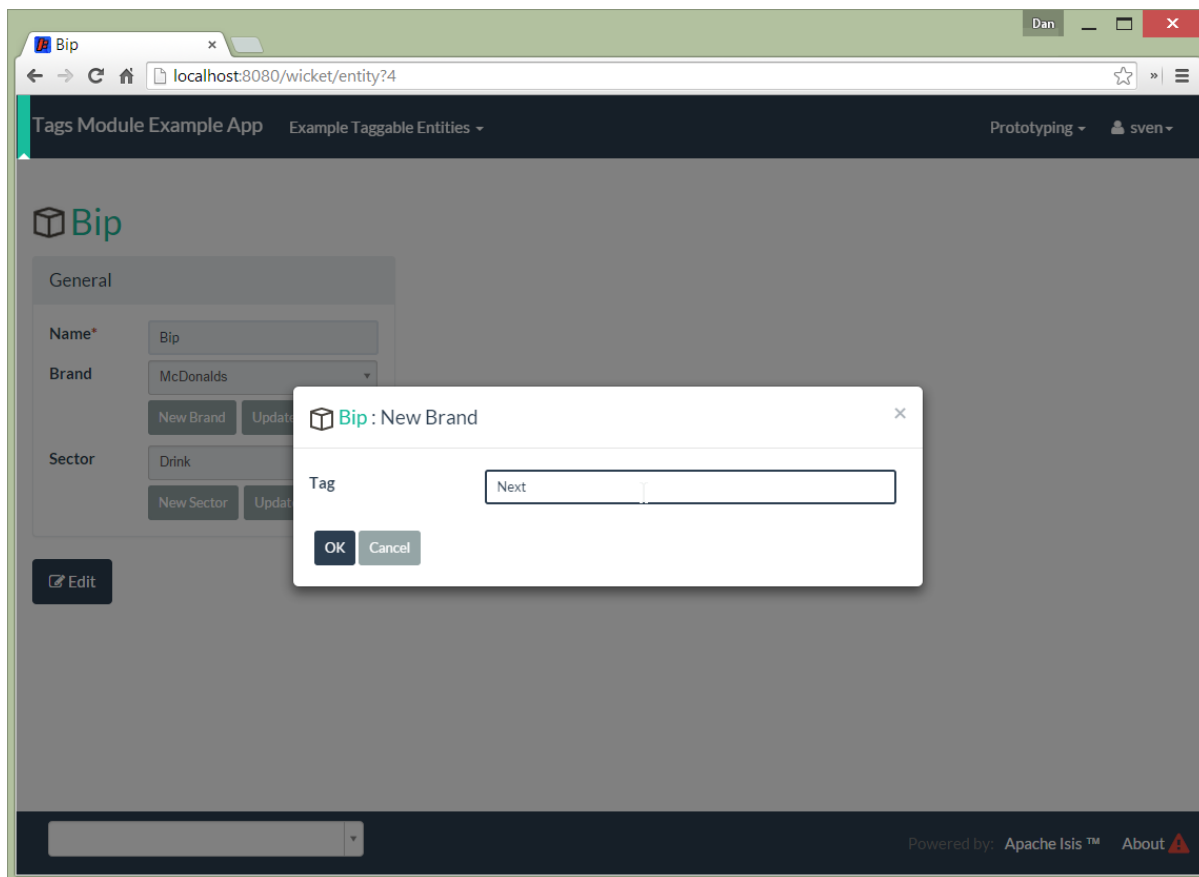 Dan
Bip
localhost:8080/wicket/entity?4
Tags Module Example App Example Taggable Entities Prototyping sven
Bip
General
Name* Bip
Brand McDonalds
New Brand Update
Bip : New Brand
Sector Drink
Tag Next
New Sector Updat
OK Cancel
Edit
Powered by: Apache Isis ™ About